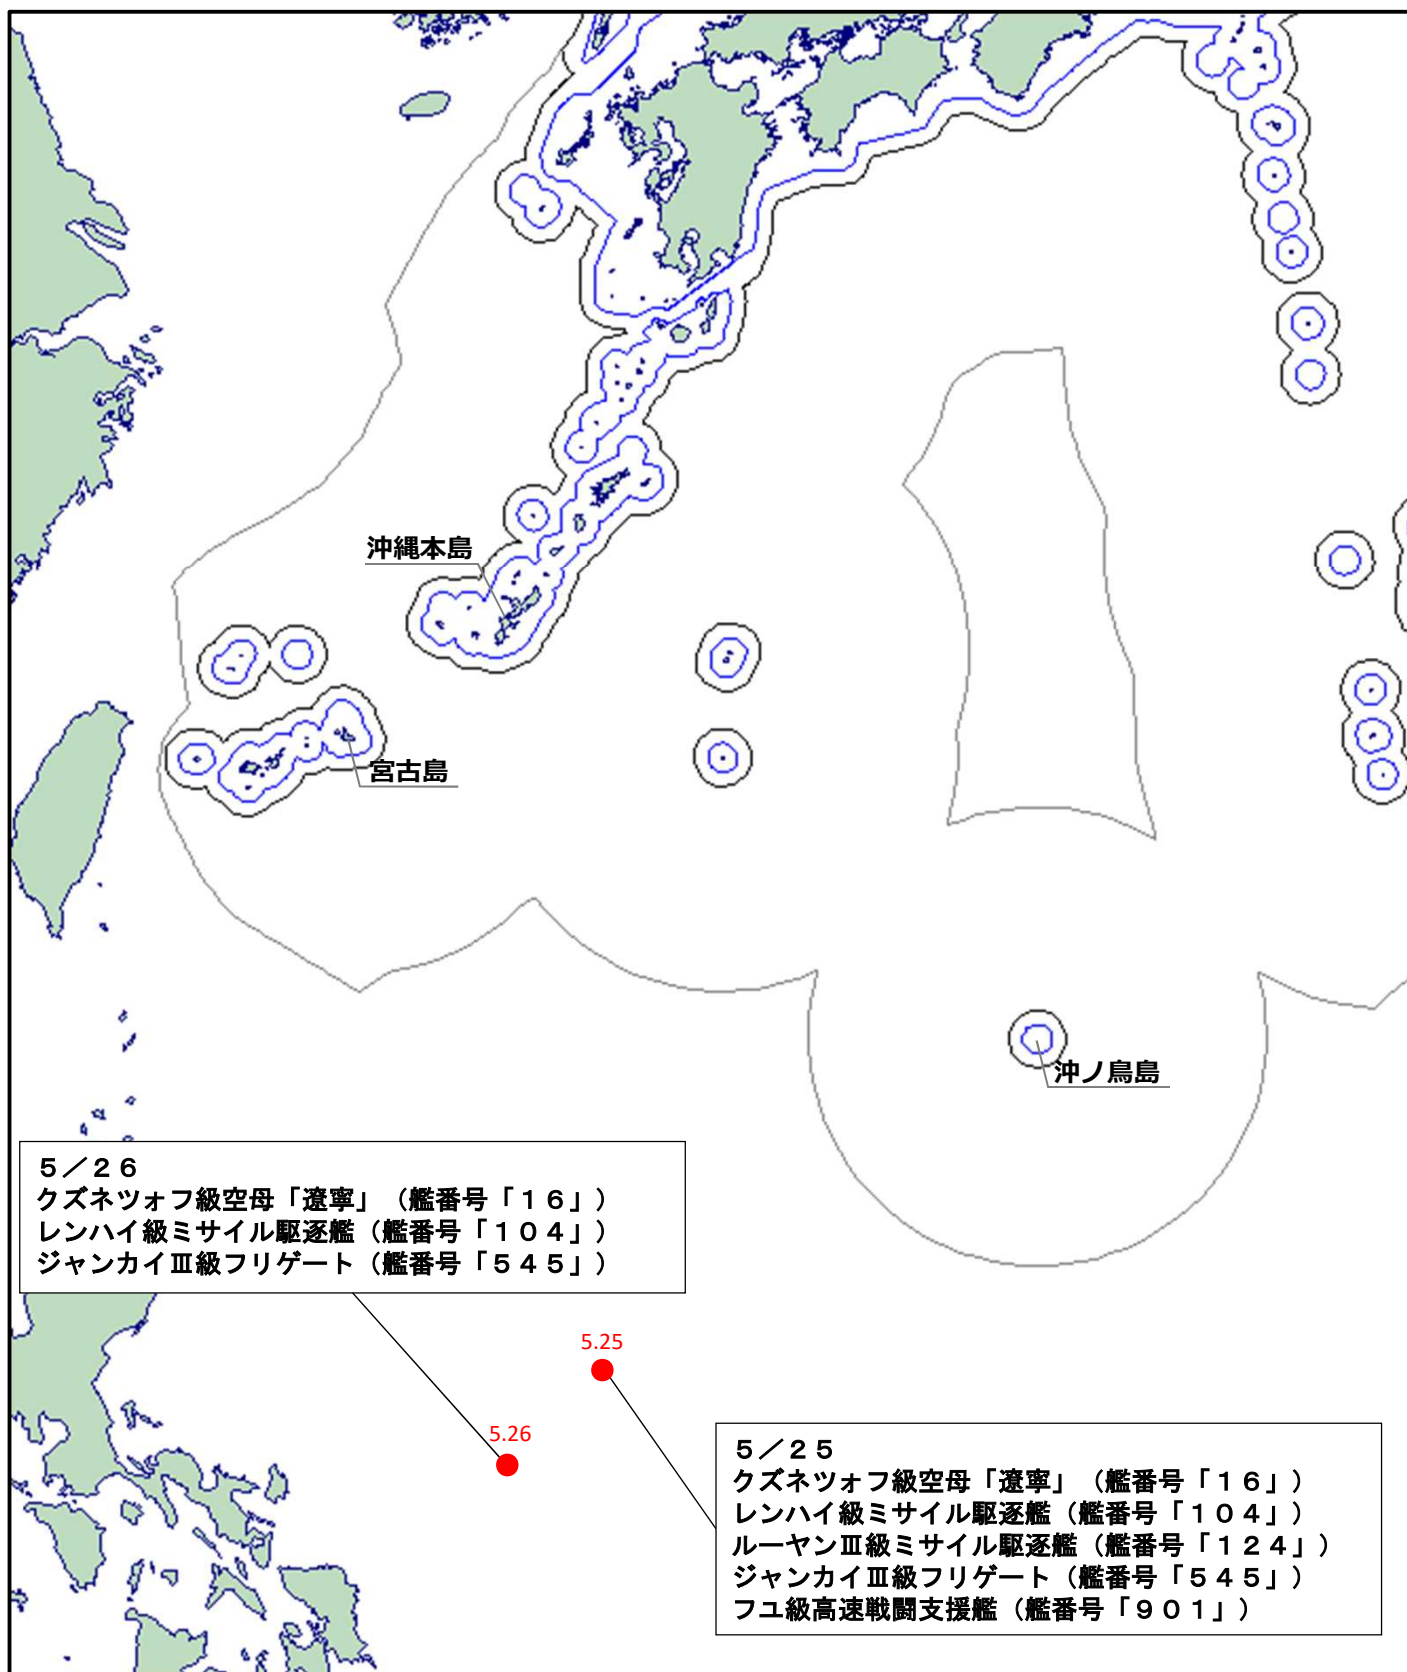 沖縄本島
宮古島
沖ノ鳥島
５／２６
クズネツォフ級空母「遼寧」（艦番号「１６」）
レンハイ級ミサイル駆逐艦（艦番号「１０４」）
ジャンカイⅢ級フリゲート（艦番号「５４５」）
5.25
5.26
５／２５
クズネツォフ級空母「遼寧」（艦番号「１６」）
レンハイ級ミサイル駆逐艦（艦番号「１０４」）
ルーヤンⅢ級ミサイル駆逐艦（艦番号「１２４」）
ジャンカイⅢ級フリゲート（艦番号「５４５」）
フユ級高速戦闘支援艦（艦番号「９０１」）